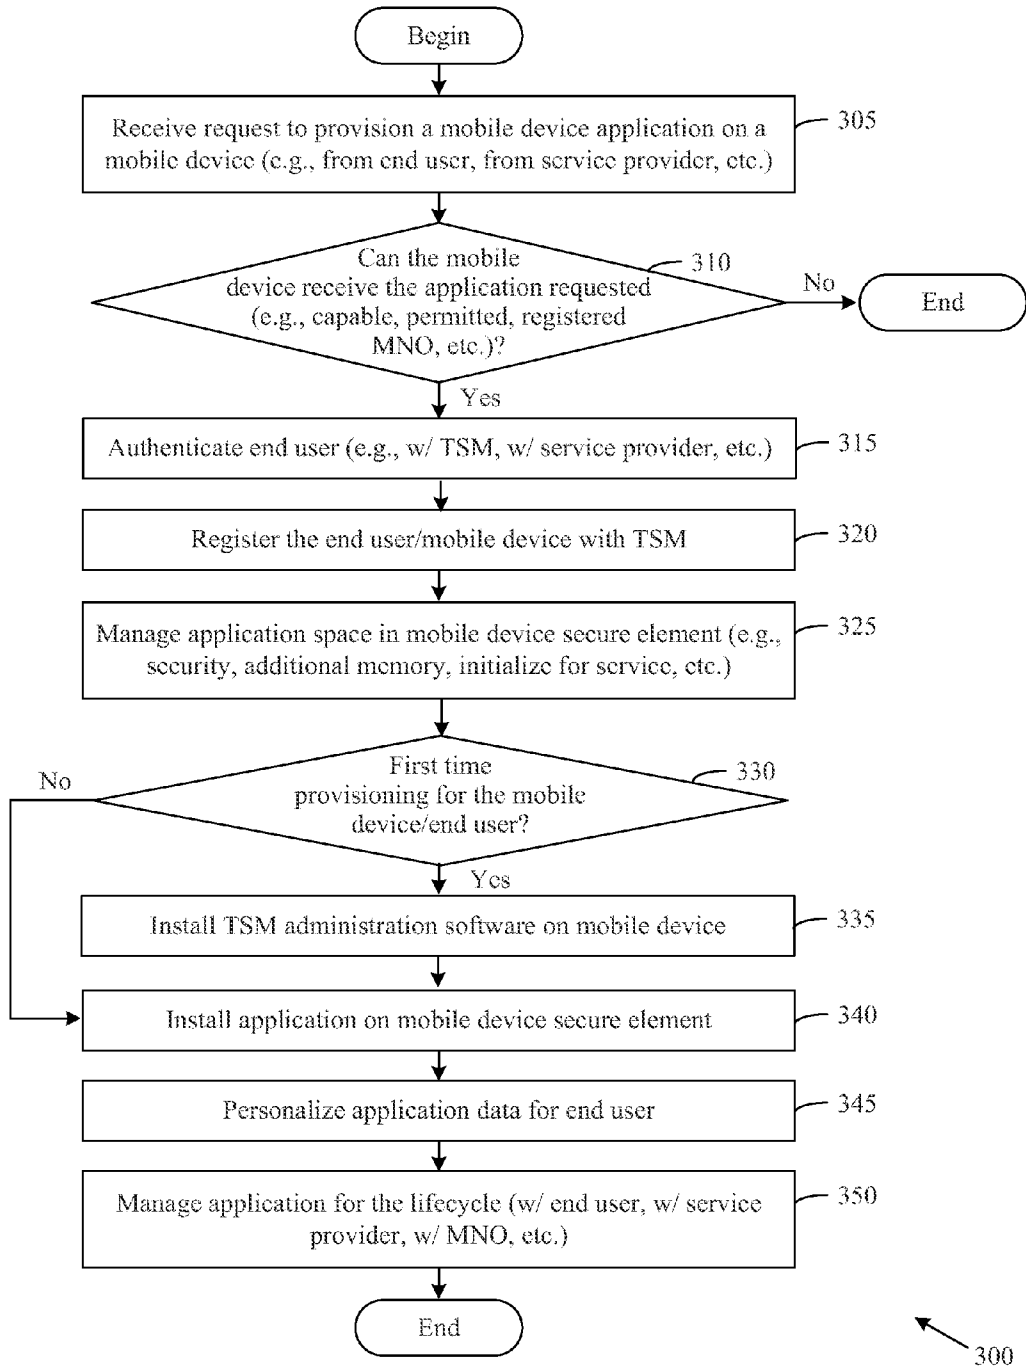 Begin
Receive request to provision a mobile device application on a
mobile device (e.g., from end user, from service provider, etc.)
305
Can the mobile
device receive the application requested
(e.g., capable, permitted, registered
MNO, etc.)?
310
No
End
Yes
Authenticate end user (e.g., w/ TSM, w/ service provider, etc.)
315
Register the end user/mobile device with TSM
320
Manage application space in mobile device secure element (e.g.,
security, additional memory, initialize for service, etc.)
325
First time
provisioning for the mobile
device/end user?
330
No
Yes
Install TSM administration software on mobile device
335
Install application on mobile device secure element
340
Personalize application data for end user
345
Manage application for the lifecycle (w/ end user, w/ service
provider, w/ MNO, etc.)
350
End
300